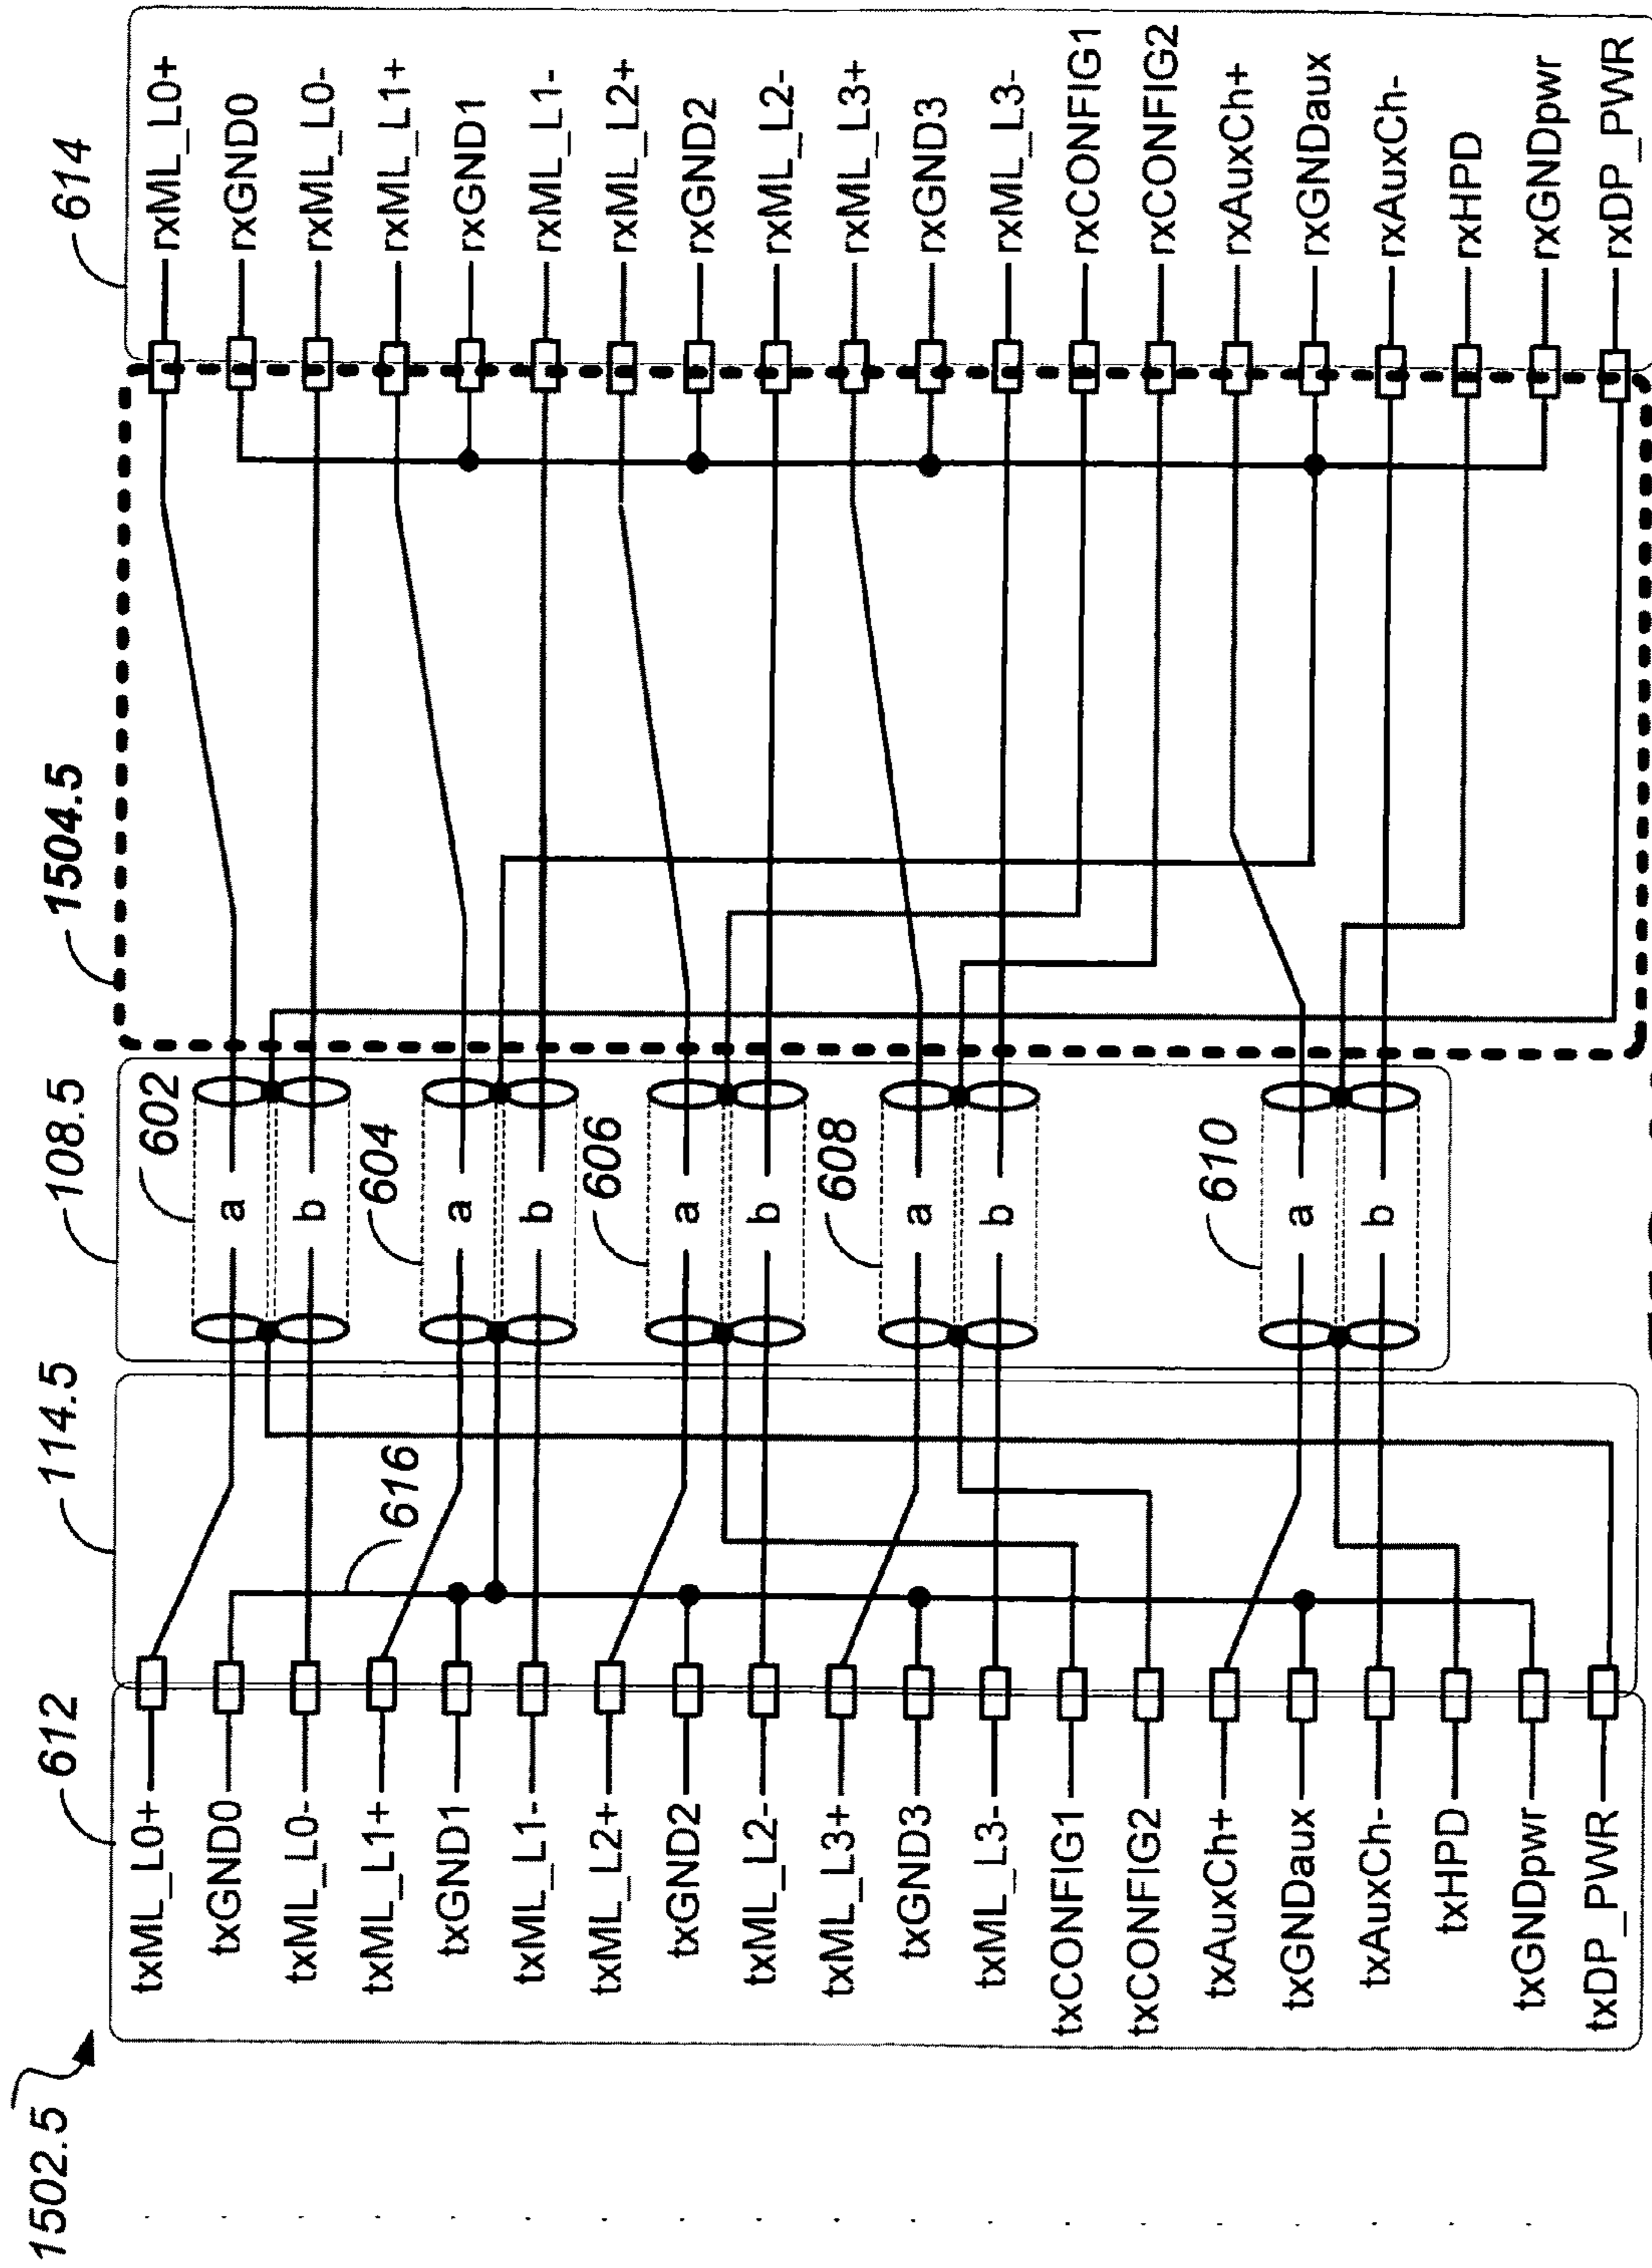 1502.5
612
114.5
108.5
1504.5
614
616
602
604
606
608
610
txML_L0+
txGND0
txML_L0-
txML_L1+
txGND1
txML_L1-
txML_L2+
txGND2
txML_L2-
txML_L3+
txGND3
txML_L3-
txCONFIG1
txCONFIG2
txAuxCh+
txGNDaux
txAuxCh-
txHPD
txGNDpwr
txDP_PWR
a
b
a
b
a
b
a
b
a
b
rxML_L0+
rxGND0
rxML_L0-
rxML_L1+
rxGND1
rxML_L1-
rxML_L2+
rxGND2
rxML_L2-
rxML_L3+
rxGND3
rxML_L3-
rxCONFIG1
rxCONFIG2
rxAuxCh+
rxGNDaux
rxAuxCh-
rxHPD
rxGNDpwr
rxDP_PWR